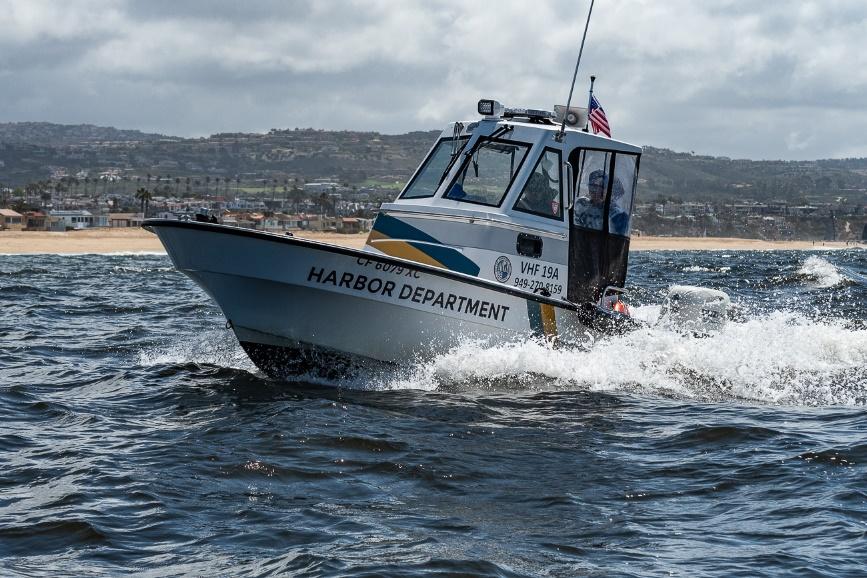 CF 6079 XC
HARBOR DEPARTMENT
VHF 19A
949-270-8159